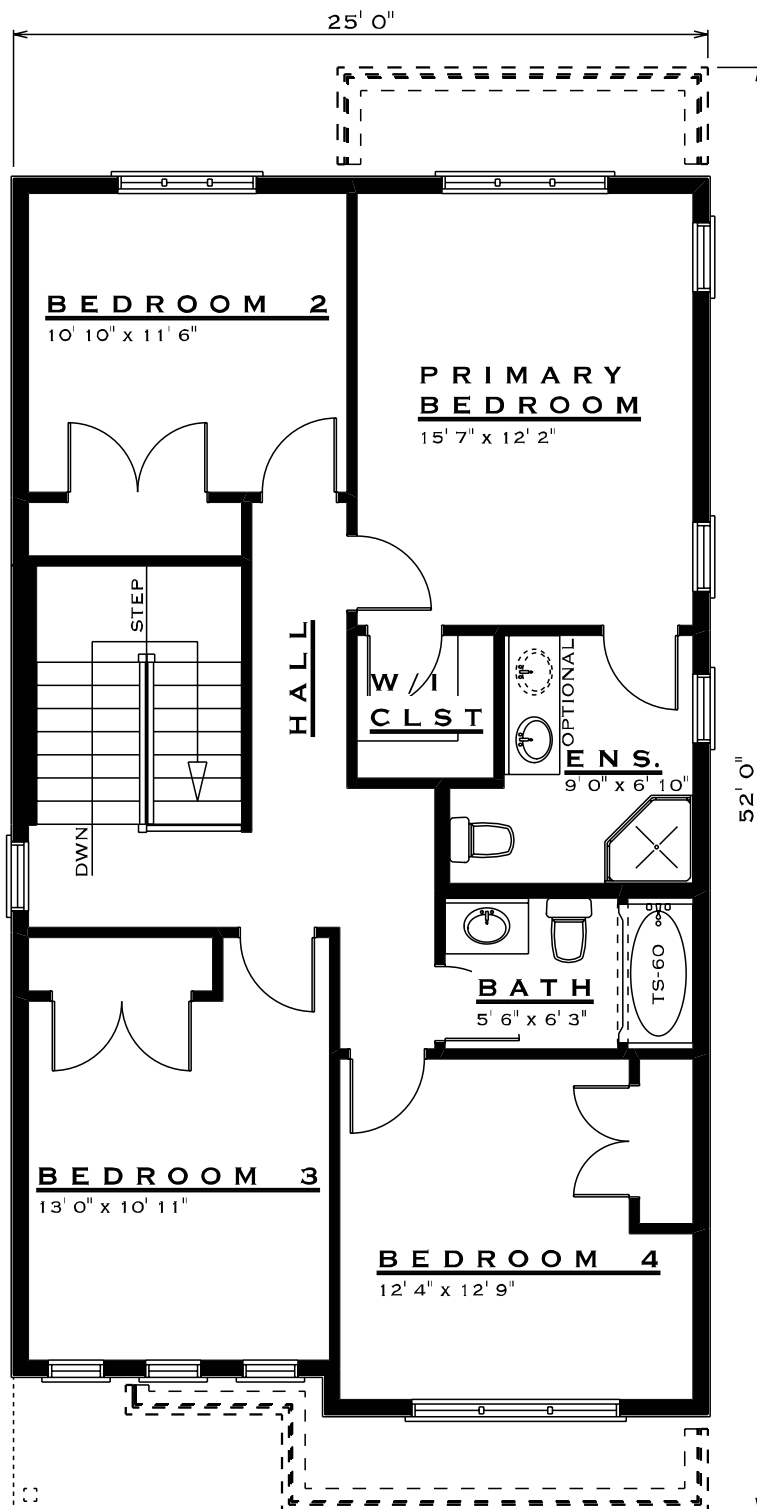 25' 0"
BEDROOM 2
10' 10" x 11' 6"
PRIMARY
BEDROOM
15' 7" x 12' 2"
STEP
HALL
W/I
CLST
OPTIONAL
ENS.
9' 0" x 6' 10"
52' 0"
DWN
BATH
5' 6" x 6' 3"
TS-60
BEDROOM 3
13' 0" x 10' 11"
BEDROOM 4
12' 4" x 12' 9"